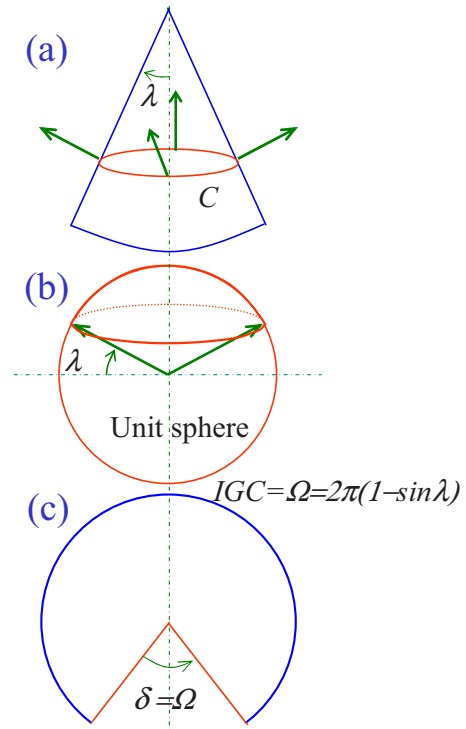 (a)
λ
C
(b)
λ
Unit sphere
IGC=Ω=2π(1−sinλ)
(c)
δ=Ω